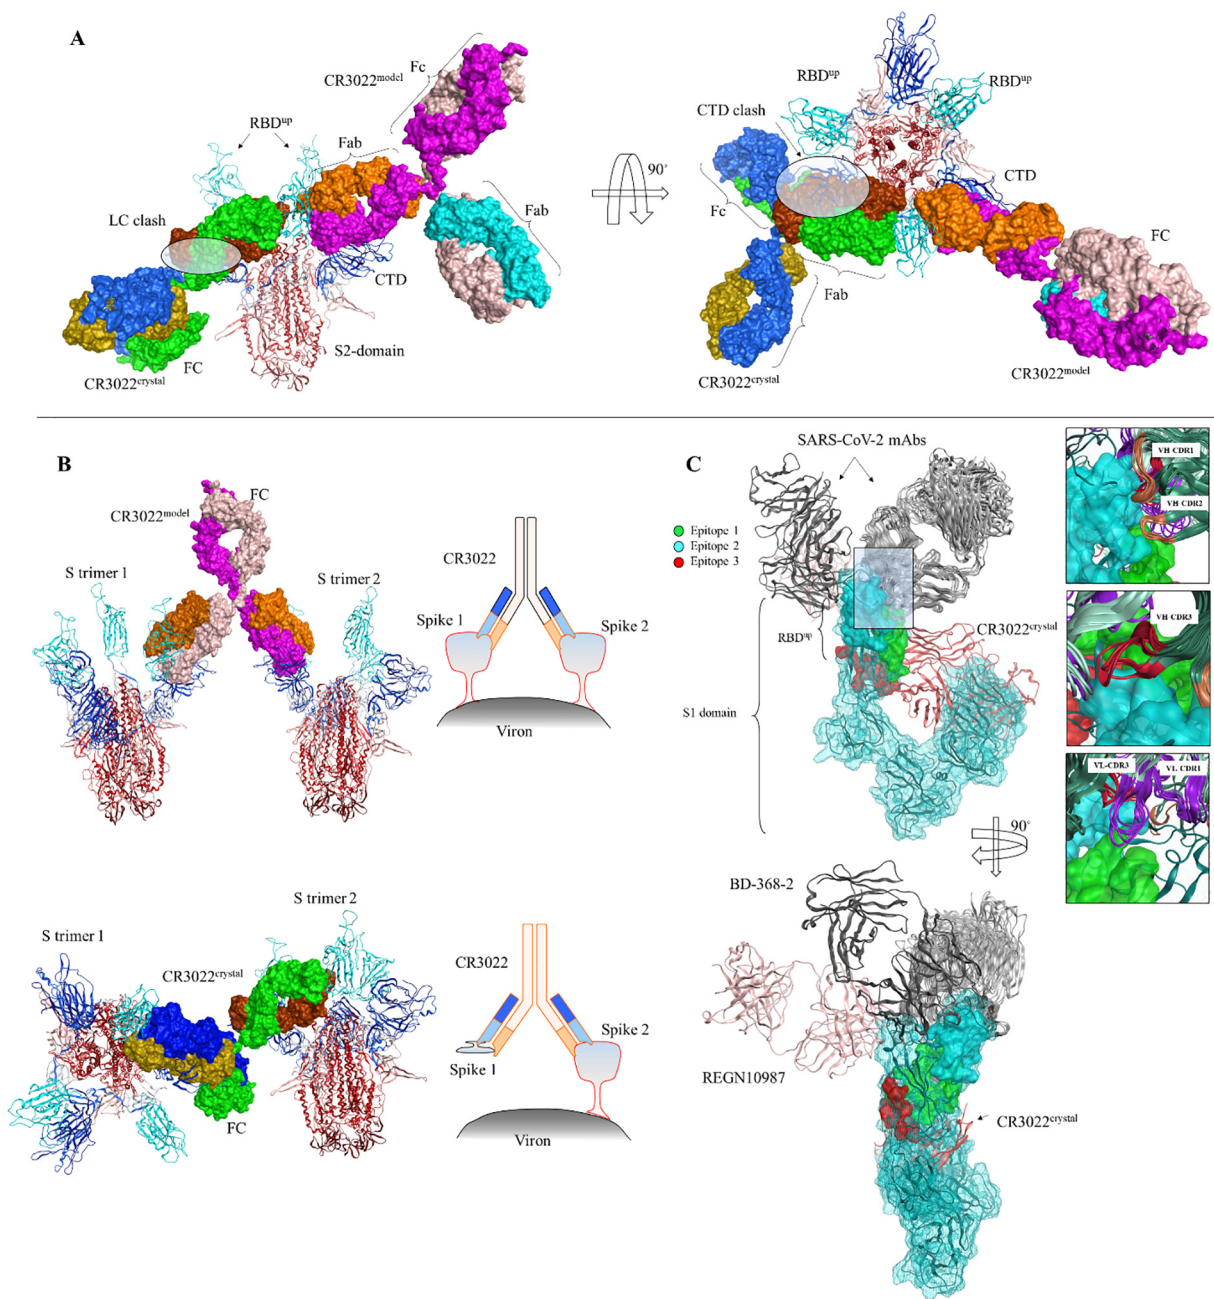 A
Fc
CR3022model
RBDup
Fab
LC clash
Fab
CTD
S2-domain
FC
CR3022crystal
90°
RBDup
RBDup
CTD clash
CTD
Fc
FC
Fab
CR3022crystal
CR3022model
B
FC
CR3022model
S trimer 1
S trimer 2
CR3022
Spike 1
Spike 2
Viron
S trimer 2
S trimer 1
CR3022crystal
FC
CR3022
Spike 2
Spike 1
Viron
C
SARS-CoV-2 mAbs
Epitope 1
Epitope 2
Epitope 3
RBDup
CR3022crystal
S1 domain
90°
VH CDR1
VH CDR2
VH CDR3
VL-CDR3
VL CDR1
BD-368-2
REGN10987
CR3022crystal